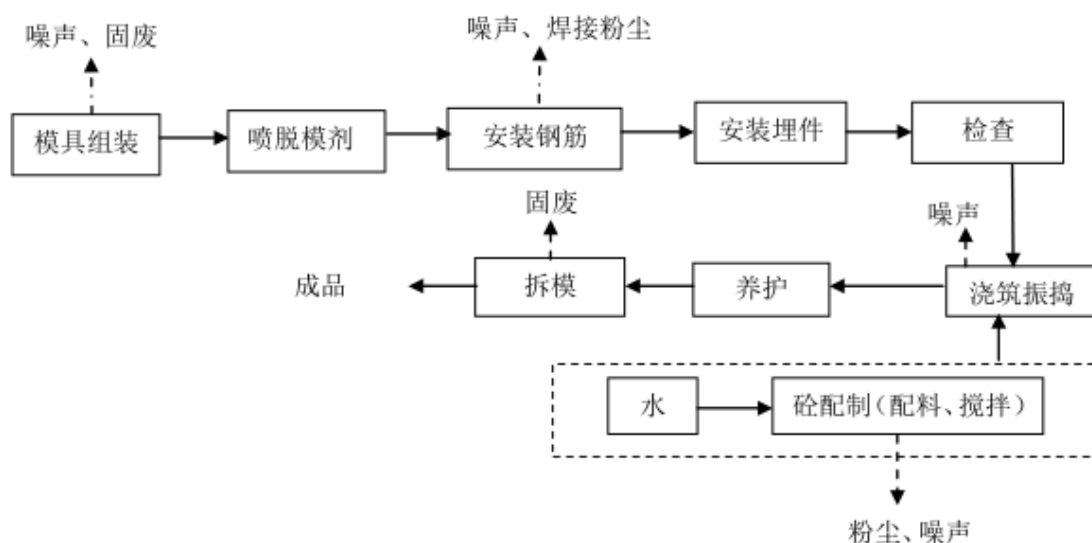 噪声、固废
噪声、焊接粉尘
模具组装
喷脱模剂
安装钢筋
安装埋件
检查
固废
噪声
成品
拆模
养护
浇筑振捣
水
砼配制（配料、搅拌）
粉尘、噪声